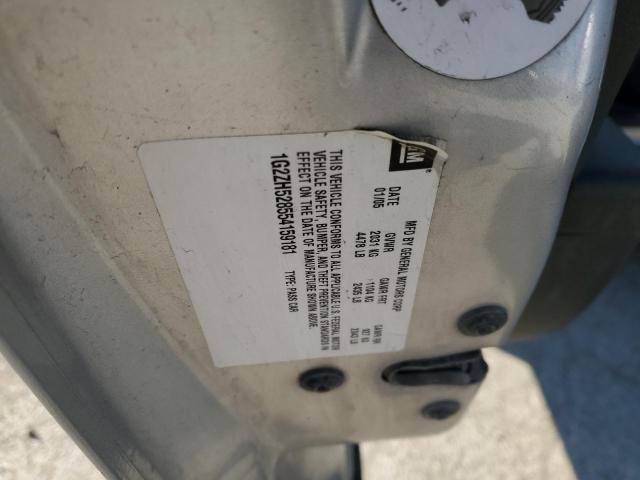 GM
MFD BY GENERAL MOTORS CORP
DATE GVWR GAWR FRT GAWR RR
01/05 2031 KG 1104 KG 927 KG
4478 LB 2435 LB 2043 LB
THIS VEHICLE CONFORMS TO ALL APPLICABLE U.S. FEDERAL MOTOR
VEHICLE SAFETY, BUMPER, AND THEFT PREVENTION STANDARDS IN
EFFECT ON THE DATE OF MANUFACTURE SHOWN ABOVE.
1G2ZH528654159181 TYPE: PASS CAR